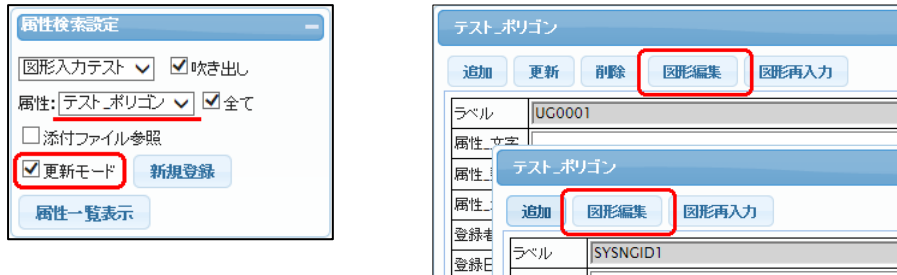 属性検索設定
図形入力テスト 吹き出し
属性: テスト_ポリゴン 全て
添付ファイル参照
更新モード 新規登録
属性一覧表示
テスト_ポリゴン
追加 更新 削除 図形編集 図形再入力
ラベル UG0001
属性_文字
属性_
属性_
登録者
登録日
テスト_ポリゴン
追加 図形編集 図形再入力
ラベル SYSNGID1